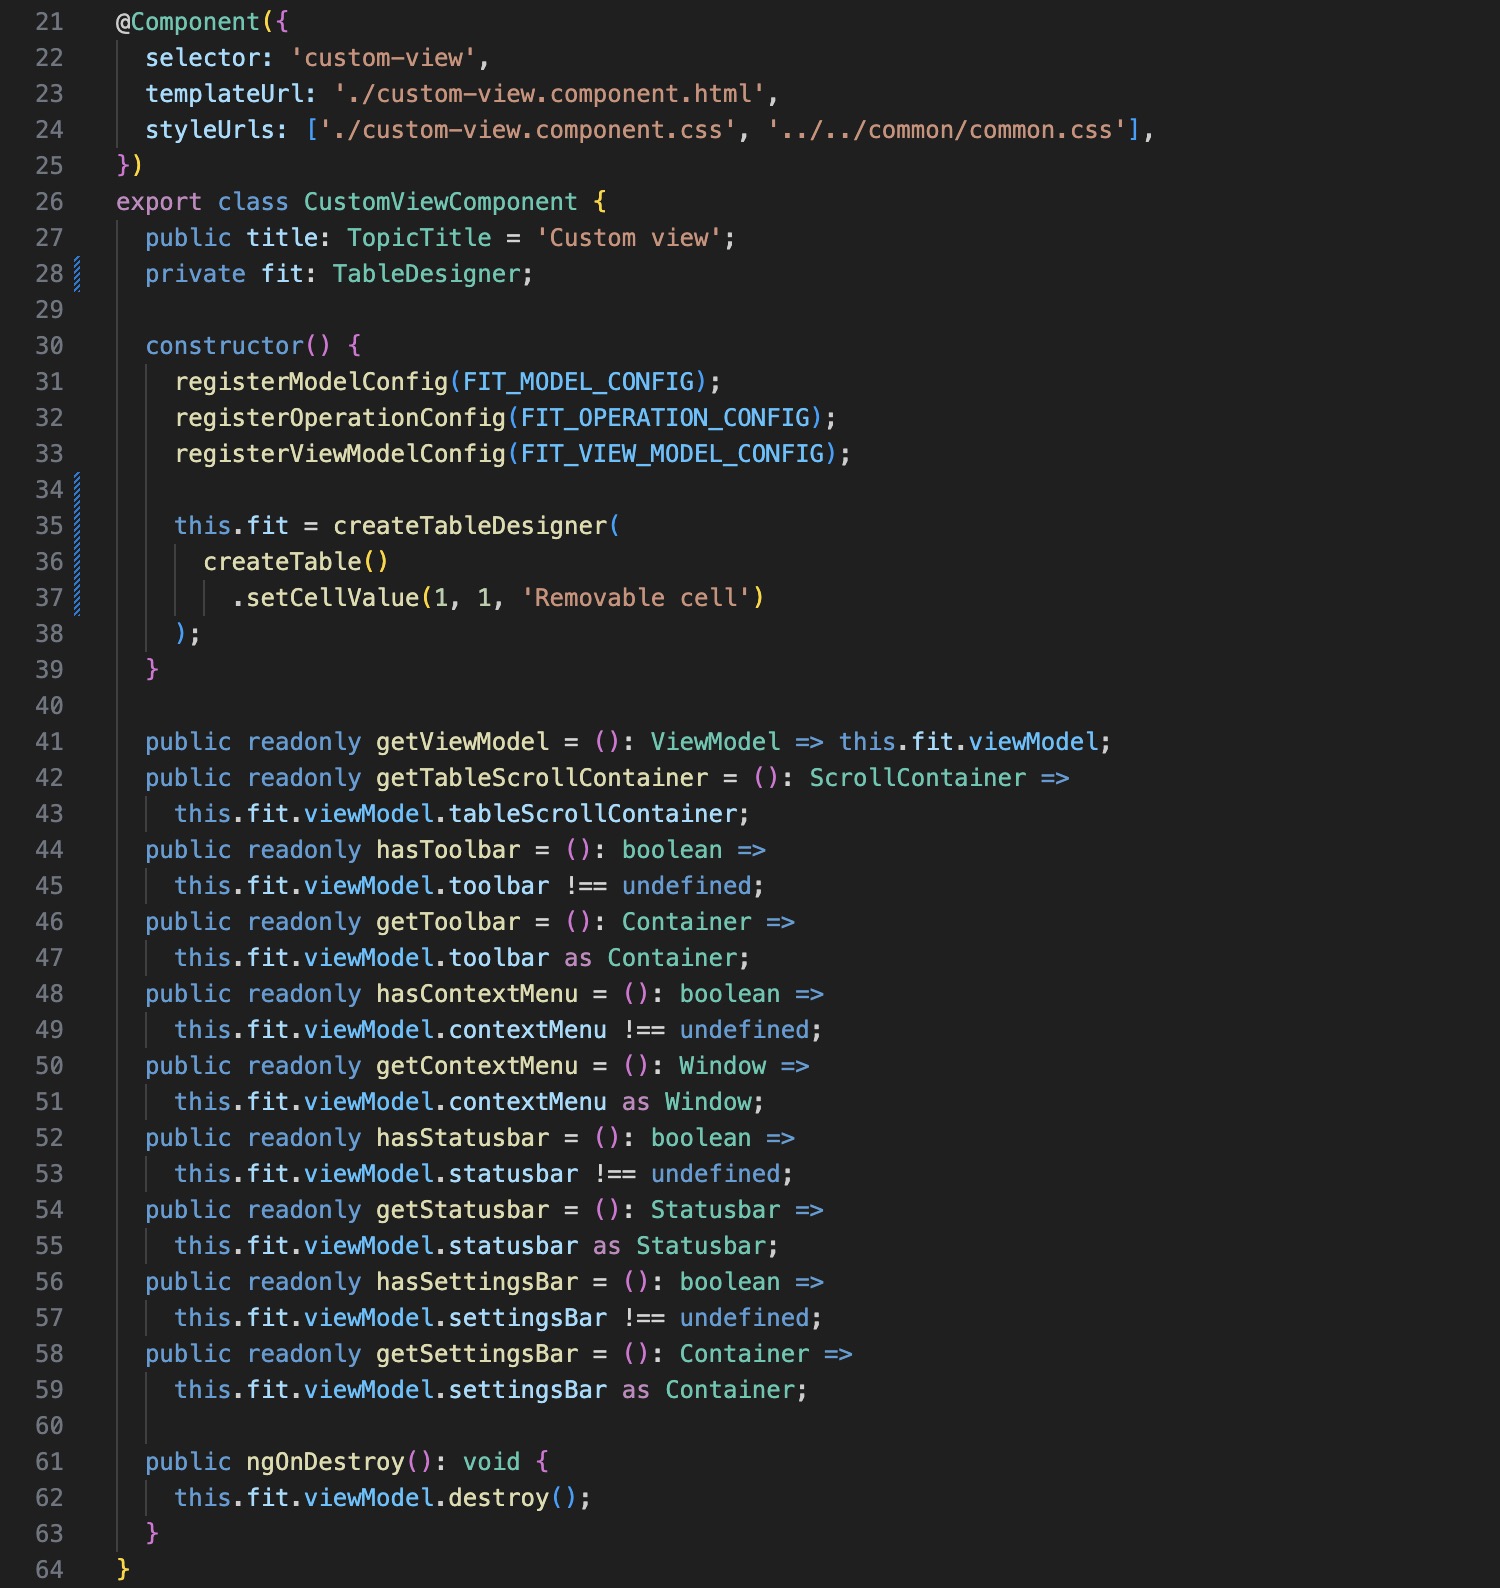 21 @Component({
22 selector: 'custom-view',
23 templateUrl: './custom-view.component.html',
24 styleUrls: ['./custom-view.component.css', '../../common/common.css'],
25 })
26 export class CustomViewComponent {
27 public title: TopicTitle = 'Custom view';
28 private fit: TableDesigner;
29
30 constructor() {
31 registerModelConfig(FIT_MODEL_CONFIG);
32 registerOperationConfig(FIT_OPERATION_CONFIG);
33 registerViewModelConfig(FIT_VIEW_MODEL_CONFIG);
34
35 this.fit = createTableDesigner(
36 createTable()
37 .setCellValue(1, 1, 'Removable cell')
38 );
39 }
40
41 public readonly getViewModel = (): ViewModel => this.fit.viewModel;
42 public readonly getTableScrollContainer = (): ScrollContainer =>
43 this.fit.viewModel.tableScrollContainer;
44 public readonly hasToolbar = (): boolean =>
45 this.fit.viewModel.toolbar !== undefined;
46 public readonly getToolbar = (): Container =>
47 this.fit.viewModel.toolbar as Container;
48 public readonly hasContextMenu = (): boolean =>
49 this.fit.viewModel.contextMenu !== undefined;
50 public readonly getContextMenu = (): Window =>
51 this.fit.viewModel.contextMenu as Window;
52 public readonly hasStatusbar = (): boolean =>
53 this.fit.viewModel.statusbar !== undefined;
54 public readonly getStatusbar = (): Statusbar =>
55 this.fit.viewModel.statusbar as Statusbar;
56 public readonly hasSettingsBar = (): boolean =>
57 this.fit.viewModel.settingsBar !== undefined;
58 public readonly getSettingsBar = (): Container =>
59 this.fit.viewModel.settingsBar as Container;
60
61 public ngOnDestroy(): void {
62 this.fit.viewModel.destroy();
63 }
64 }